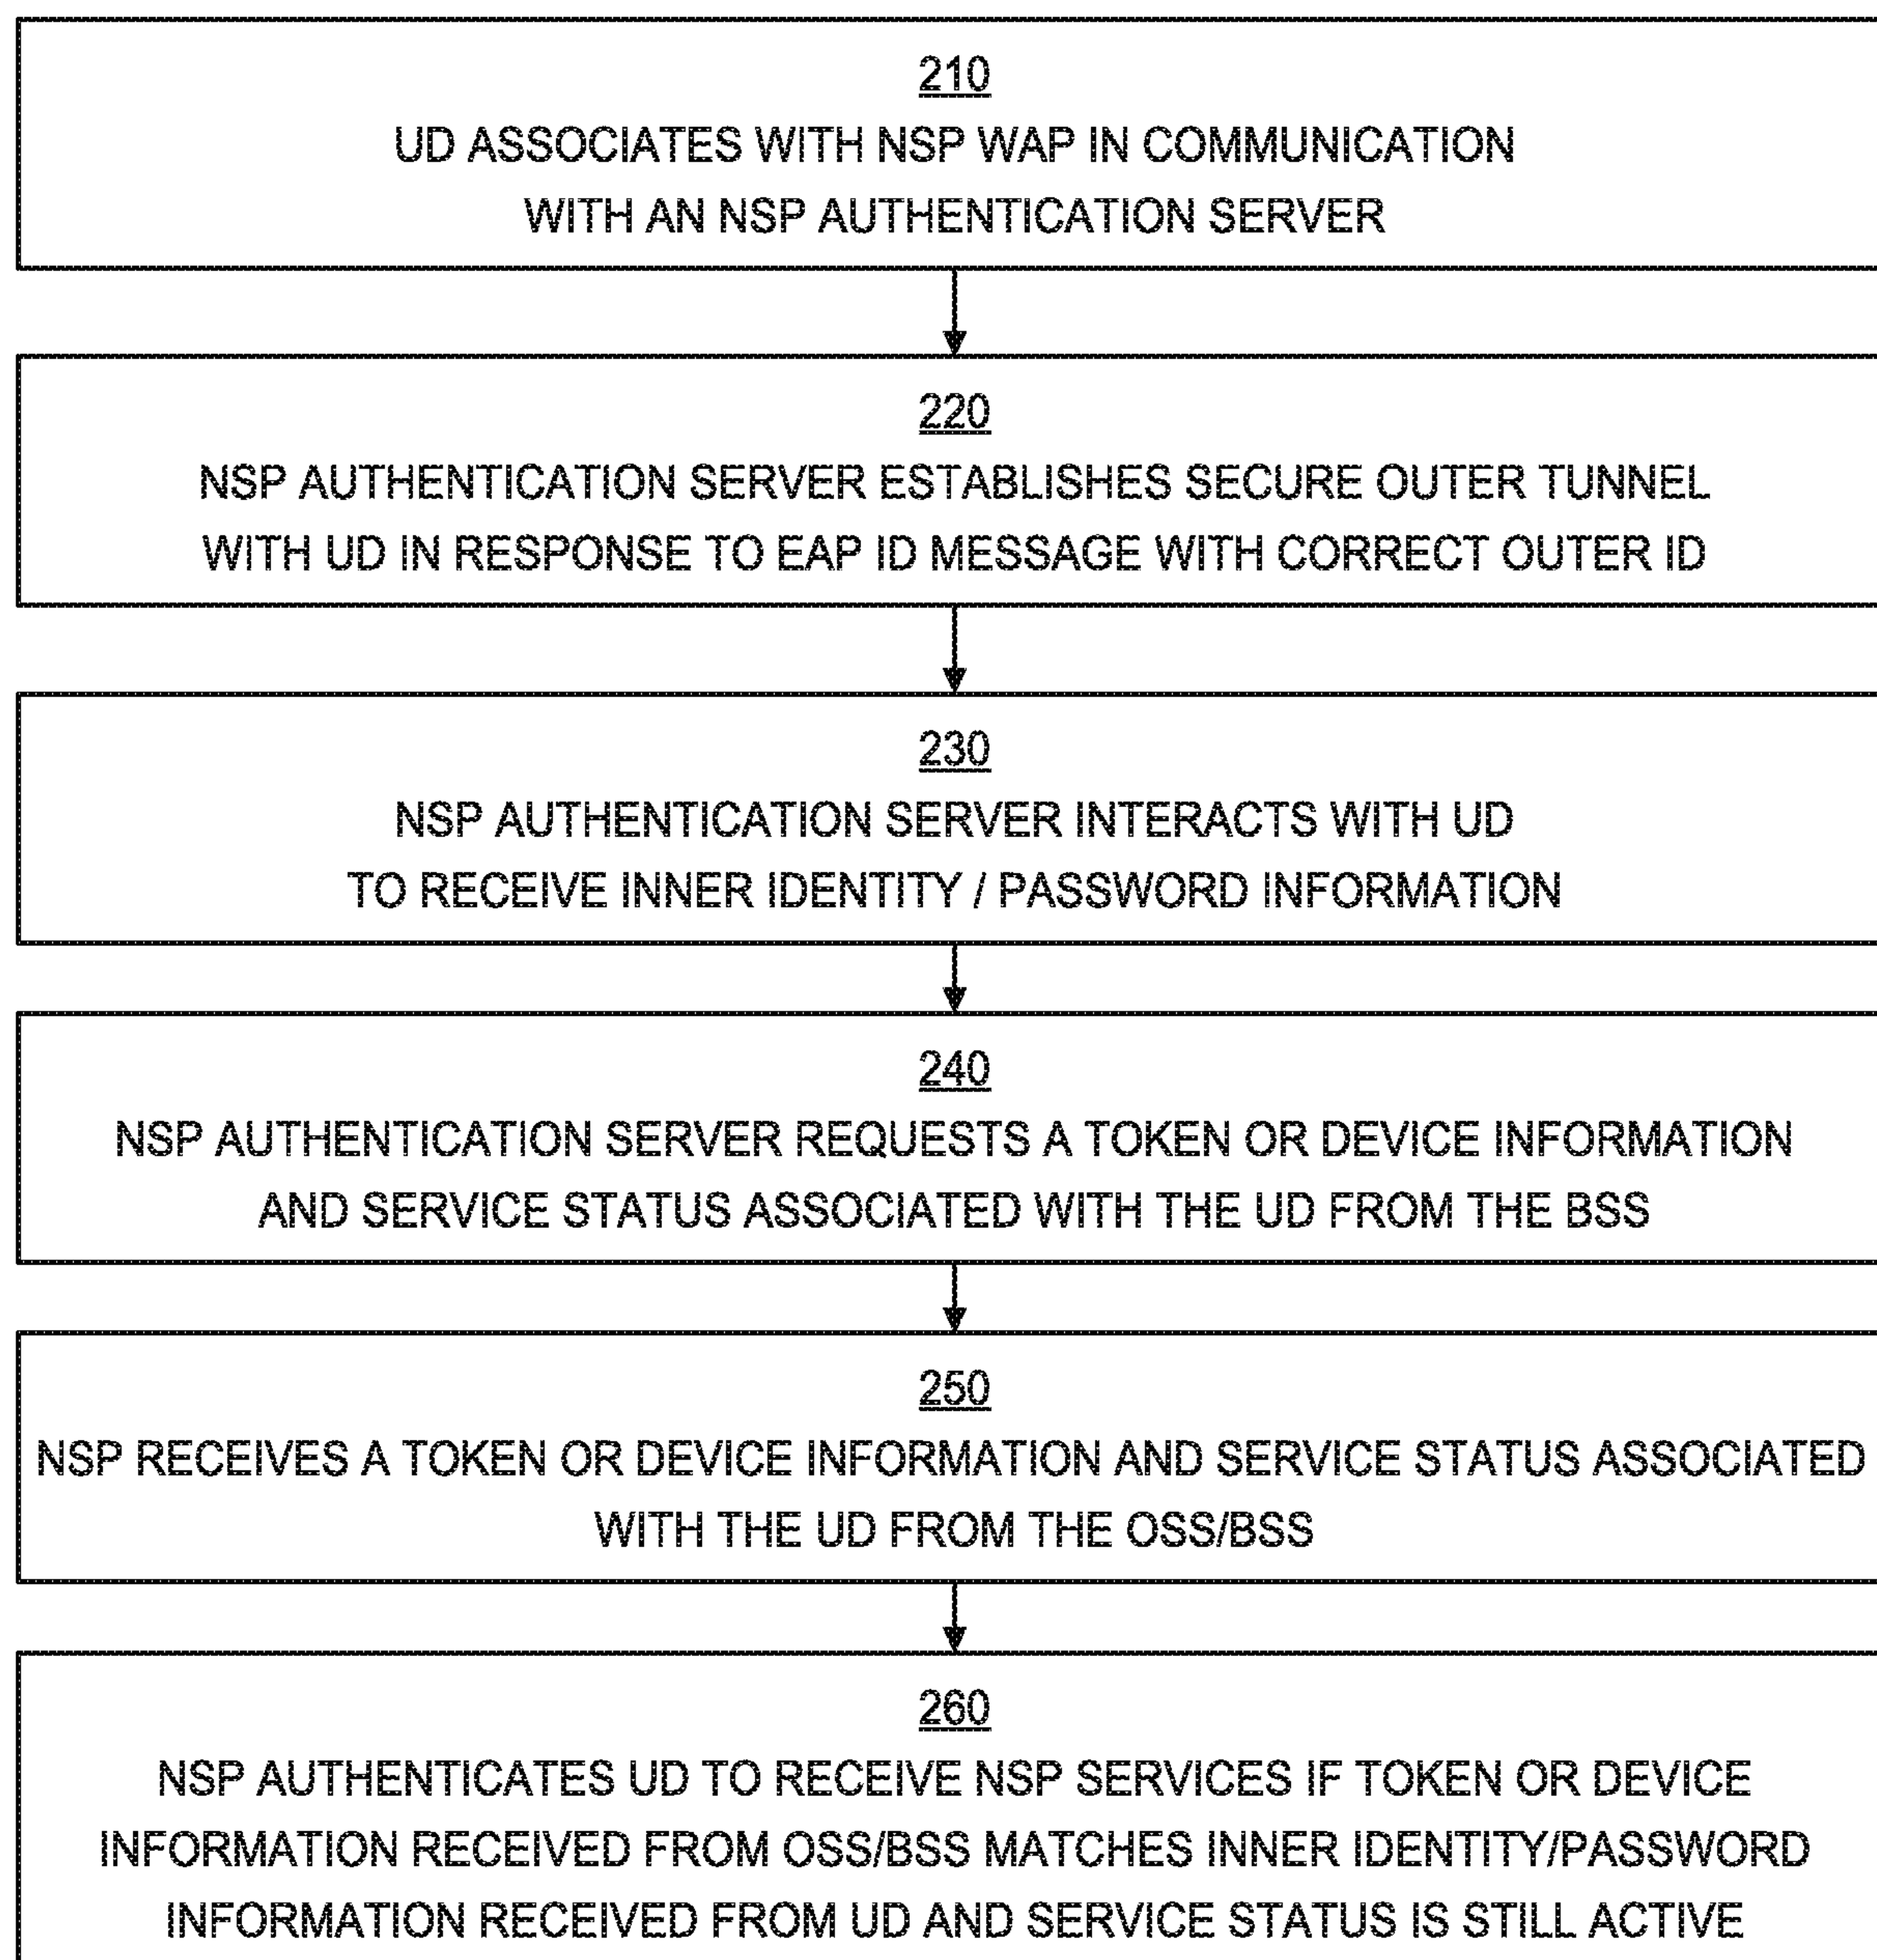 210
UD ASSOCIATES WITH NSP WAP IN COMMUNICATION
WITH AN NSP AUTHENTICATION SERVER
220
NSP AUTHENTICATION SERVER ESTABLISHES SECURE OUTER TUNNEL
WITH UD IN RESPONSE TO EAP ID MESSAGE WITH CORRECT OUTER ID
230
NSP AUTHENTICATION SERVER INTERACTS WITH UD
TO RECEIVE INNER IDENTITY / PASSWORD INFORMATION
240
NSP AUTHENTICATION SERVER REQUESTS A TOKEN OR DEVICE INFORMATION
AND SERVICE STATUS ASSOCIATED WITH THE UD FROM THE BSS
250
NSP RECEIVES A TOKEN OR DEVICE INFORMATION AND SERVICE STATUS ASSOCIATED
WITH THE UD FROM THE OSS/BSS
260
NSP AUTHENTICATES UD TO RECEIVE NSP SERVICES IF TOKEN OR DEVICE
INFORMATION RECEIVED FROM OSS/BSS MATCHES INNER IDENTITY/PASSWORD
INFORMATION RECEIVED FROM UD AND SERVICE STATUS IS STILL ACTIVE